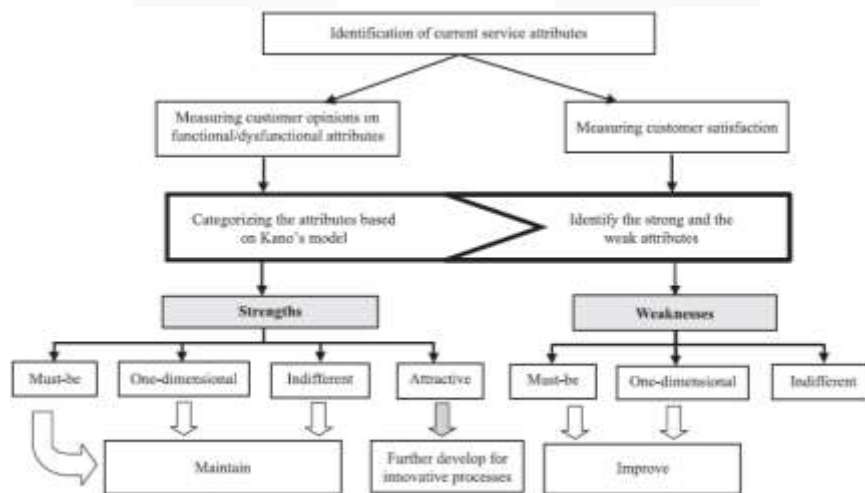 Identification of current service attributes
Measuring customer opinions on
functional/dysfunctional attributes
Measuring customer satisfaction
Categorizing the attributes based
on Kano's model
Identify the strong and the
weak attributes
Strengths
Weaknesses
Must-be
One-dimensional
Indifferent
Attractive
Must-be
One-dimensional
Indifferent
Maintain
Further develop for
innovative processes
Improve